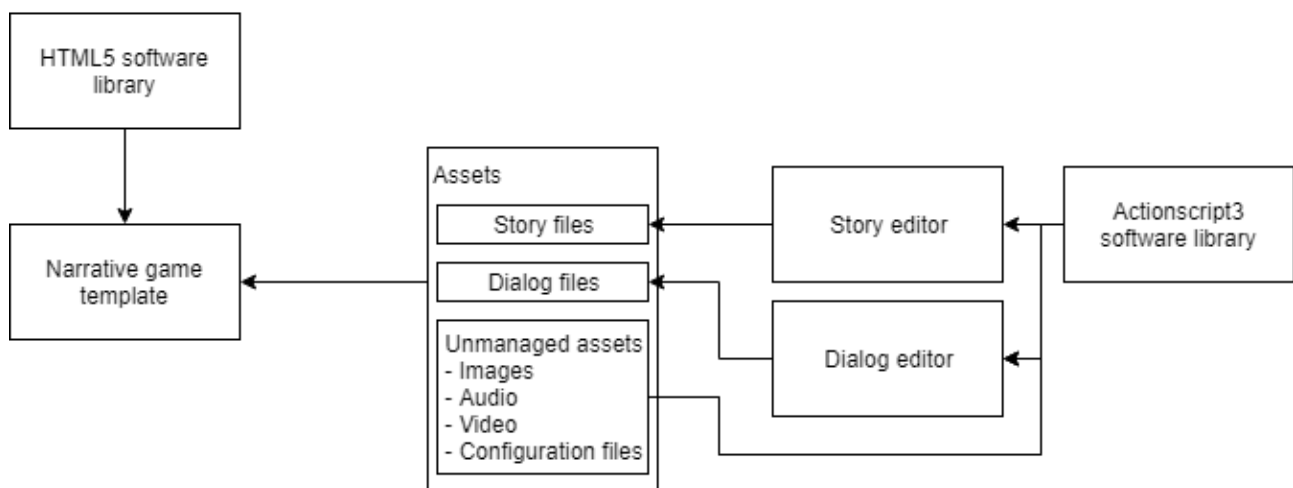 HTML5 software
library
Narrative game
template
Assets
Story files
Dialog files
Unmanaged assets
- Images
- Audio
- Video
- Configuration files
Story editor
Dialog editor
Actionscript3
software library